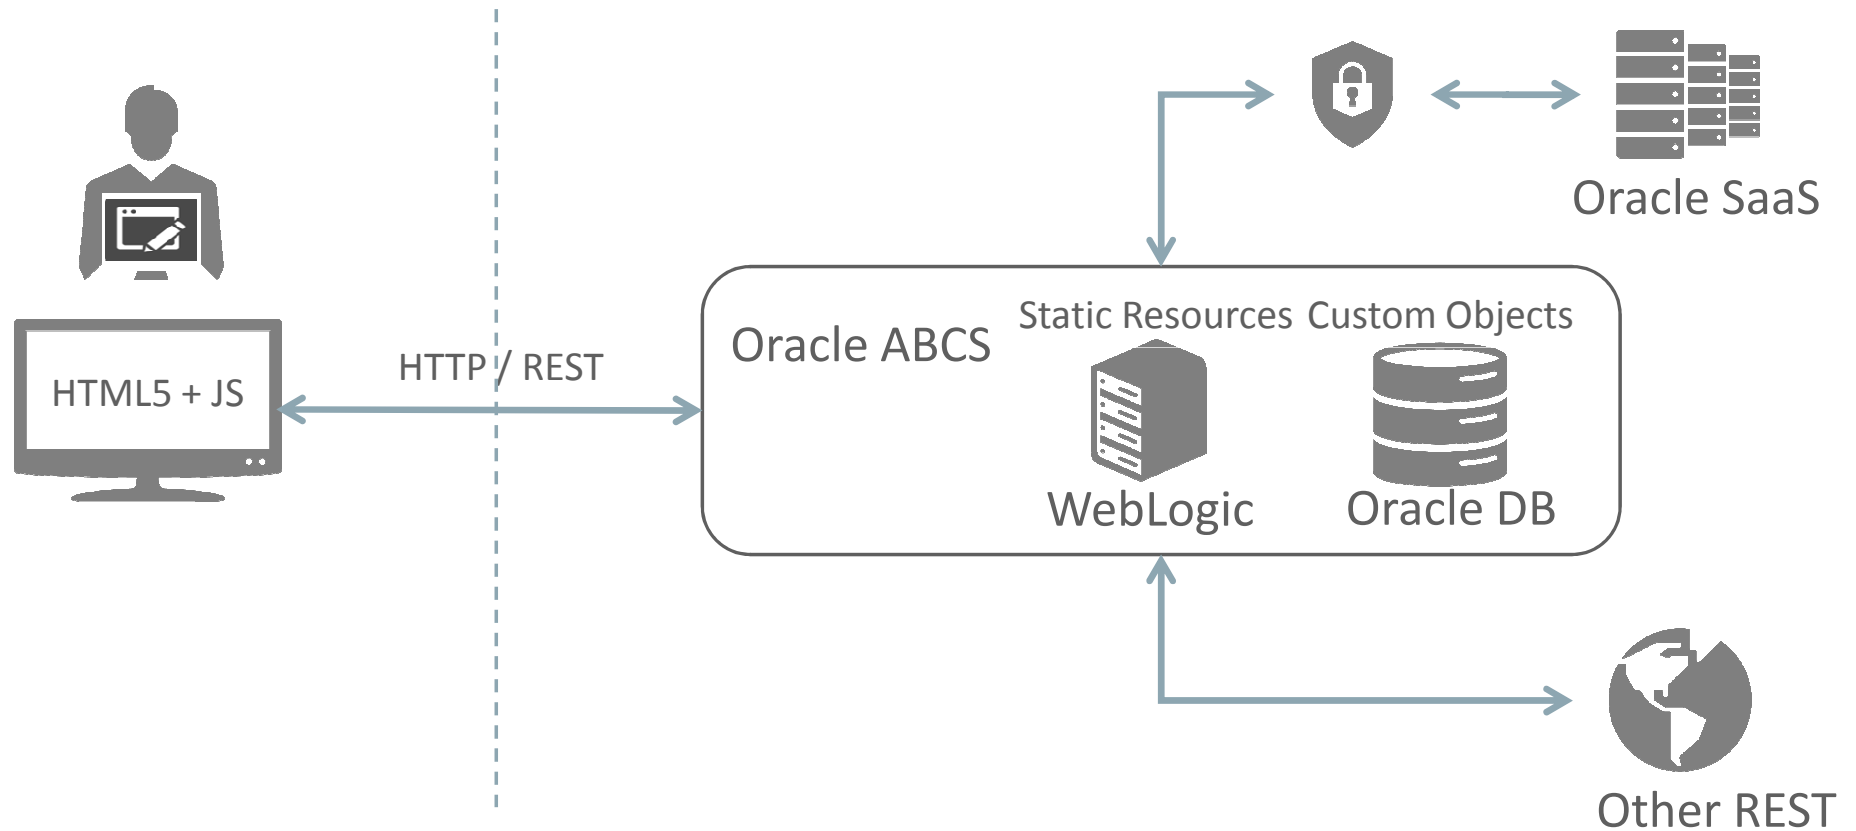 Oracle SaaS
Static Resources
Custom Objects
Oracle ABCS
HTTP / REST
HTML5 + JS
WebLogic
Oracle DB
Other REST